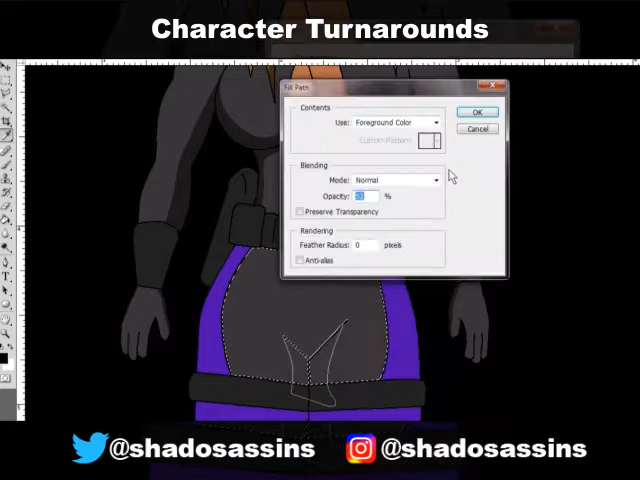 Character Turnarounds
Fill Path
Contents
Use: Foreground Color
OK
Custom Pattern:
Cancel
Blending
Mode: Normal
Opacity: 50 %
Preserve Transparency
Rendering
Feather Radius: 0 pixels
Anti-alias
@shadosassins @shadosassins